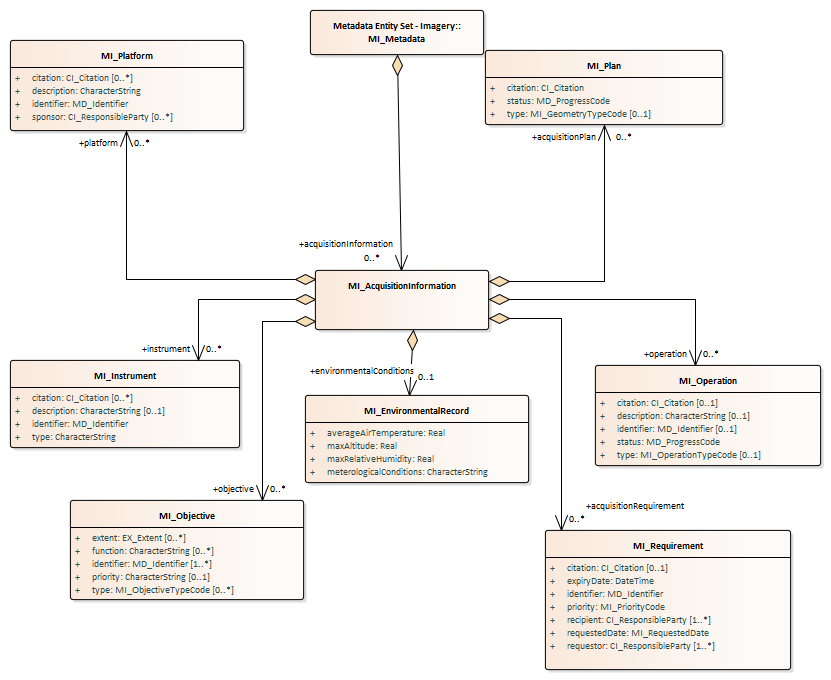 Metadata Entity Set - Imagery::
MI_Metadata
MI_Platform
+ citation: CI_Citation [0..*]
+ description: CharacterString
+ identifier: MD_Identifier
+ sponsor: CI_ResponsibleParty [0..*]
MI_Plan
+ citation: CI_Citation
+ status: MD_ProgressCode
+ type: MI_GeometryTypeCode [0..1]
+platform 0..*
+acquisitionPlan 0..*
+acquisitionInformation
0..*
MI_AcquisitionInformation
+instrument 0..*
+environmentalConditions
0..1
+operation 0..*
MI_Instrument
+ citation: CI_Citation [0..*]
+ description: CharacterString [0..1]
+ identifier: MD_Identifier
+ type: CharacterString
MI_EnvironmentalRecord
+ averageAirTemperature: Real
+ maxAltitude: Real
+ maxRelativeHumidity: Real
+ meterologicalConditions: CharacterString
MI_Operation
+ citation: CI_Citation [0..1]
+ description: CharacterString [0..1]
+ identifier: MD_Identifier [0..1]
+ status: MD_ProgressCode
+ type: MI_OperationTypeCode [0..1]
+objective 0..*
+acquisitionRequirement
0..*
MI_Objective
+ extent: EX_Extent [0..*]
+ function: CharacterString [0..*]
+ identifier: MD_Identifier [1..*]
+ priority: CharacterString [0..1]
+ type: MI_ObjectiveTypeCode [0..*]
MI_Requirement
+ citation: CI_Citation [0..1]
+ expiryDate: DateTime
+ identifier: MD_Identifier
+ priority: MI_PriorityCode
+ recipient: CI_ResponsibleParty [1..*]
+ requestedDate: MI_RequestedDate
+ requestor: CI_ResponsibleParty [1..*]